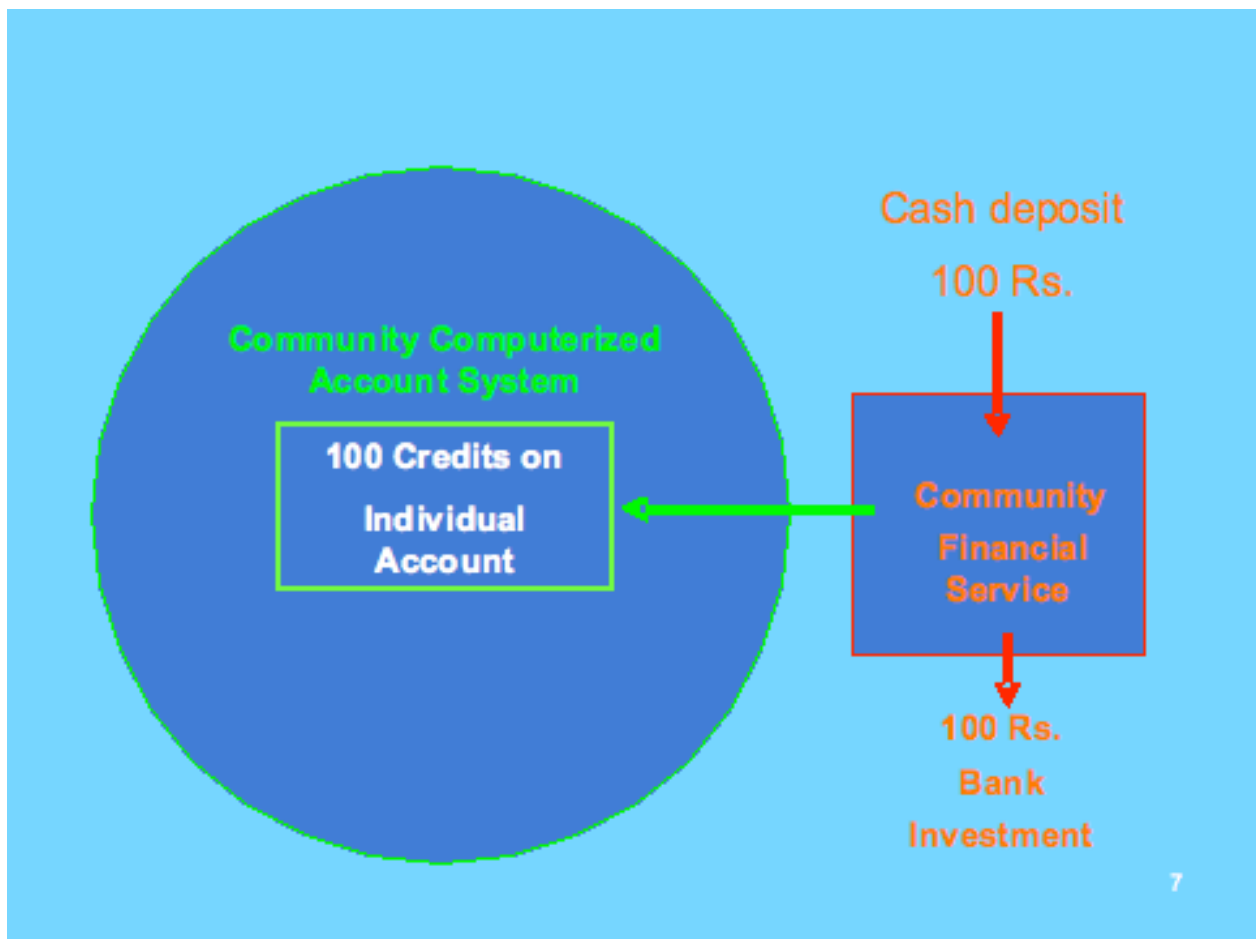 Community Computerized
Account System
100 Credits on
Individual
Account
Cash deposit
100 Rs.
Community
Financial
Service
100 Rs.
Bank
Investment
7